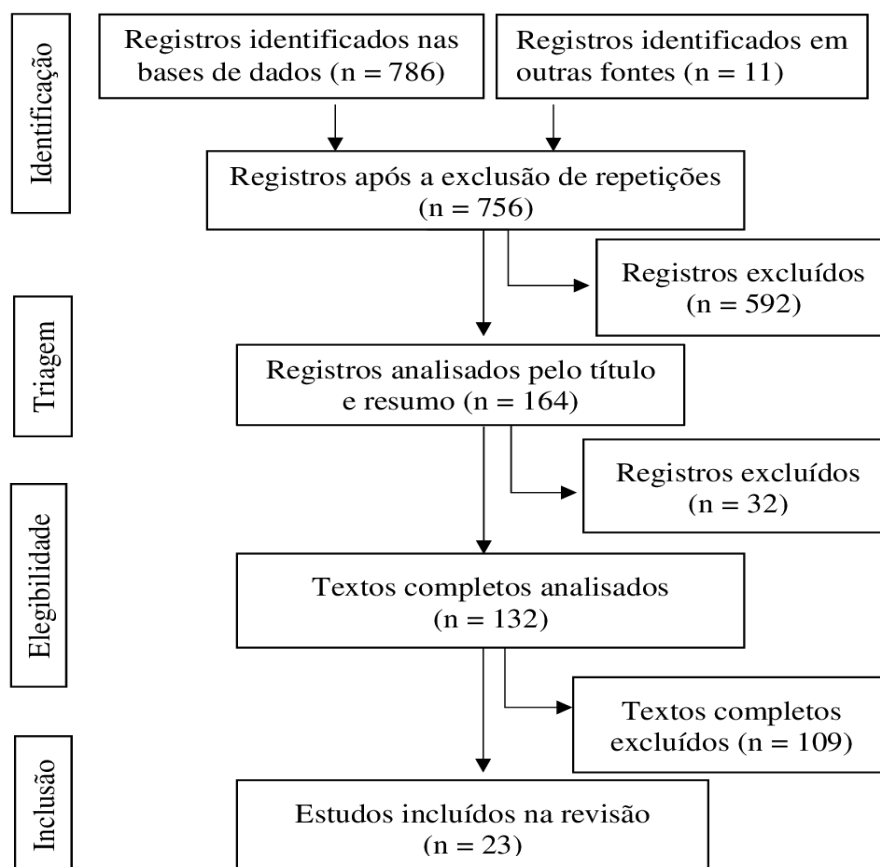 Identificação
Registros identificados nas
bases de dados (n = 786)
Registros identificados em
outras fontes (n = 11)
Registros após a exclusão de repetições
(n = 756)
Registros excluídos
(n = 592)
Triagem
Registros analisados pelo título
e resumo (n = 164)
Registros excluídos
(n = 32)
Elegibilidade
Textos completos analisados
(n = 132)
Textos completos
excluídos (n = 109)
Inclusão
Estudos incluídos na revisão
(n = 23)